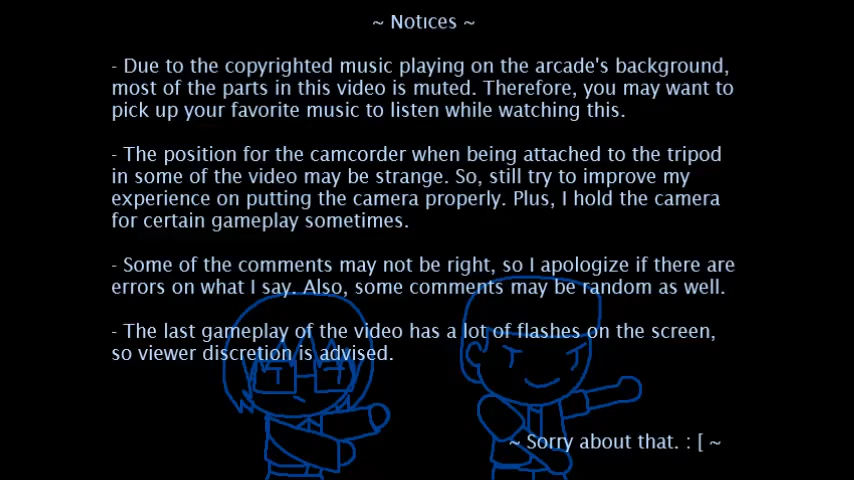 ~ Notices ~
- Due to the copyrighted music playing on the arcade's background,
most of the parts in this video is muted. Therefore, you may want to
pick up your favorite music to listen while watching this.
- The position for the camcorder when being attached to the tripod
in some of the video may be strange. So, still try to improve my
experience on putting the camera properly. Plus, I hold the camera
for certain gameplay sometimes.
- Some of the comments may not be right, so I apologize if there are
errors on what I say. Also, some comments may be random as well.
- The last gameplay of the video has a lot of flashes on the screen,
so viewer discretion is advised.
~ Sorry about that. : [ ~